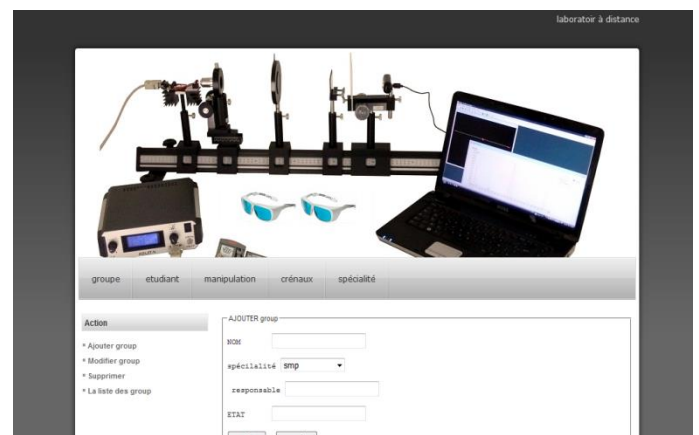 laboratoir à distance
groupe etudiant manipulation crénaux spécialité
Action
Ajouter group
Modifier group
Supprimer
La liste des group
AJOUTER group
NOM
spécilalité smp
responsable
ETAT